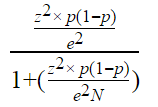 z² × p(1−p)
e²
1+(z² × p(1−p)
e²N)